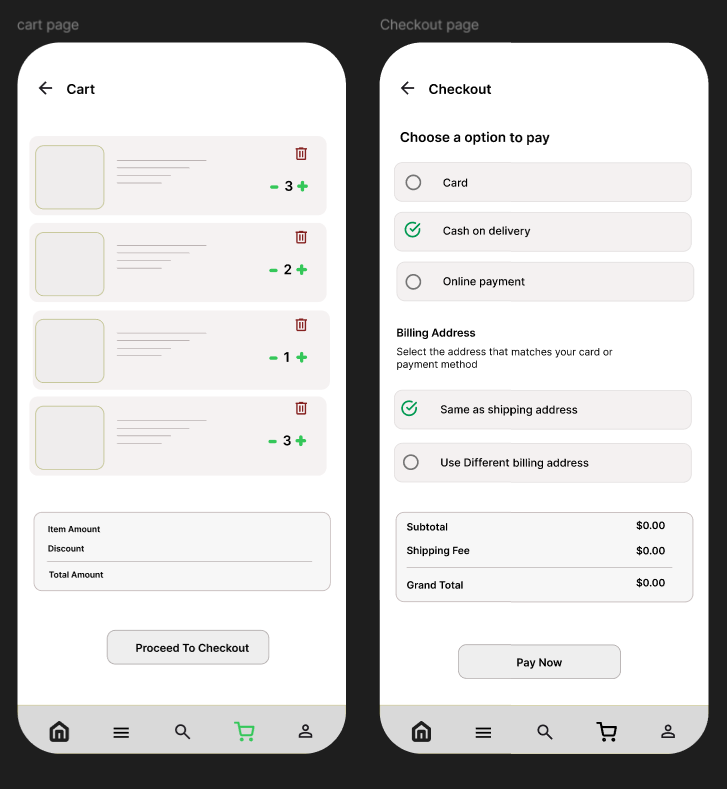 cart page
Cart
- 3 +
- 2 +
- 1 +
- 3 +
Item Amount
Discount
Total Amount
Proceed To Checkout
Checkout page
Checkout
Choose a option to pay
Card
Cash on delivery
Online payment
Billing Address
Select the address that matches your card or
payment method
Same as shipping address
Use Different billing address
Subtotal $0.00
Shipping Fee $0.00
Grand Total $0.00
Pay Now